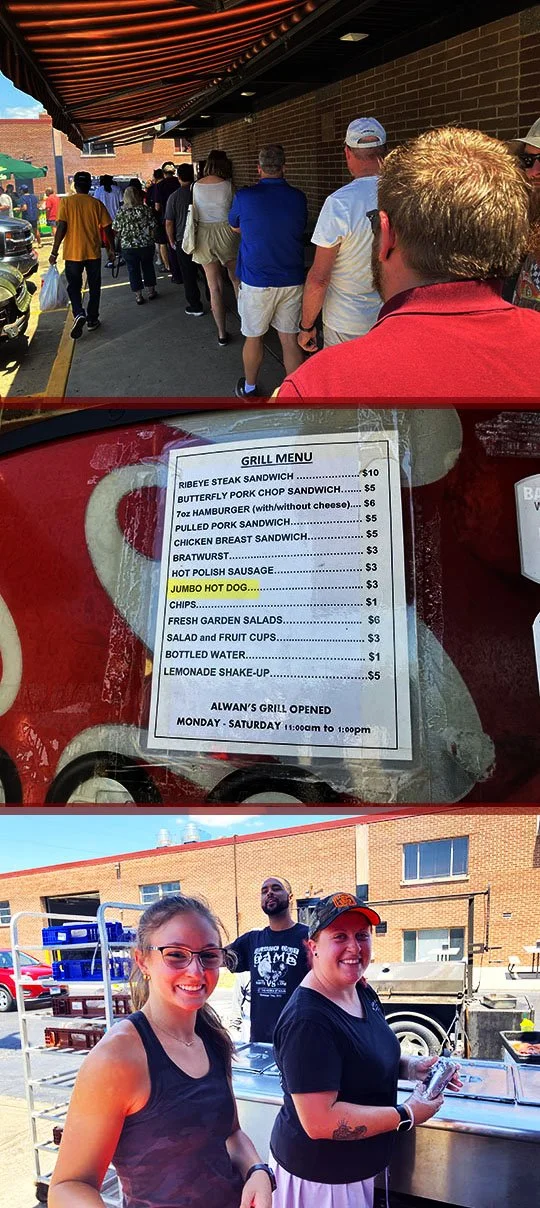 GRILL MENU
RIBEYE STEAK SANDWICH ..................... $10
BUTTERFLY PORK CHOP SANDWICH...... $5
7oz HAMBURGER (with/without cheese).... $6
PULLED PORK SANDWICH...................... $5
CHICKEN BREAST SANDWICH................. $5
BRATWURST............................................ $3
HOT POLISH SAUSAGE........................... $3
JUMBO HOT DOG................................... $3
CHIPS..................................................... $1
FRESH GARDEN SALADS......................... $6
SALAD and FRUIT CUPS........................... $3
BOTTLED WATER.................................... $1
LEMONADE SHAKE-UP............................ $5
ALWAN'S GRILL OPENED
MONDAY - SATURDAY 11:00am to 1:00pm
GAME